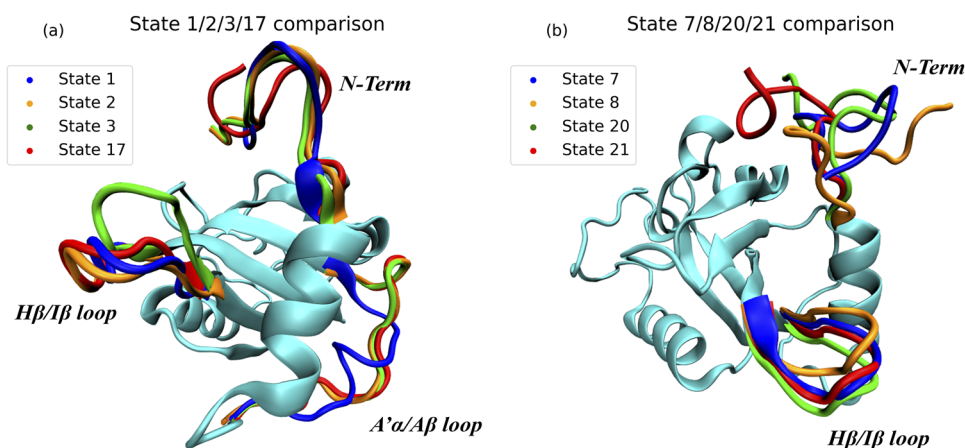 (a)
State 1/2/3/17 comparison
State 1
State 2
State 3
State 17
N-Term
Hβ/Iβ loop
A'α/Aβ loop
(b)
State 7/8/20/21 comparison
State 7
State 8
State 20
State 21
N-Term
Hβ/Iβ loop